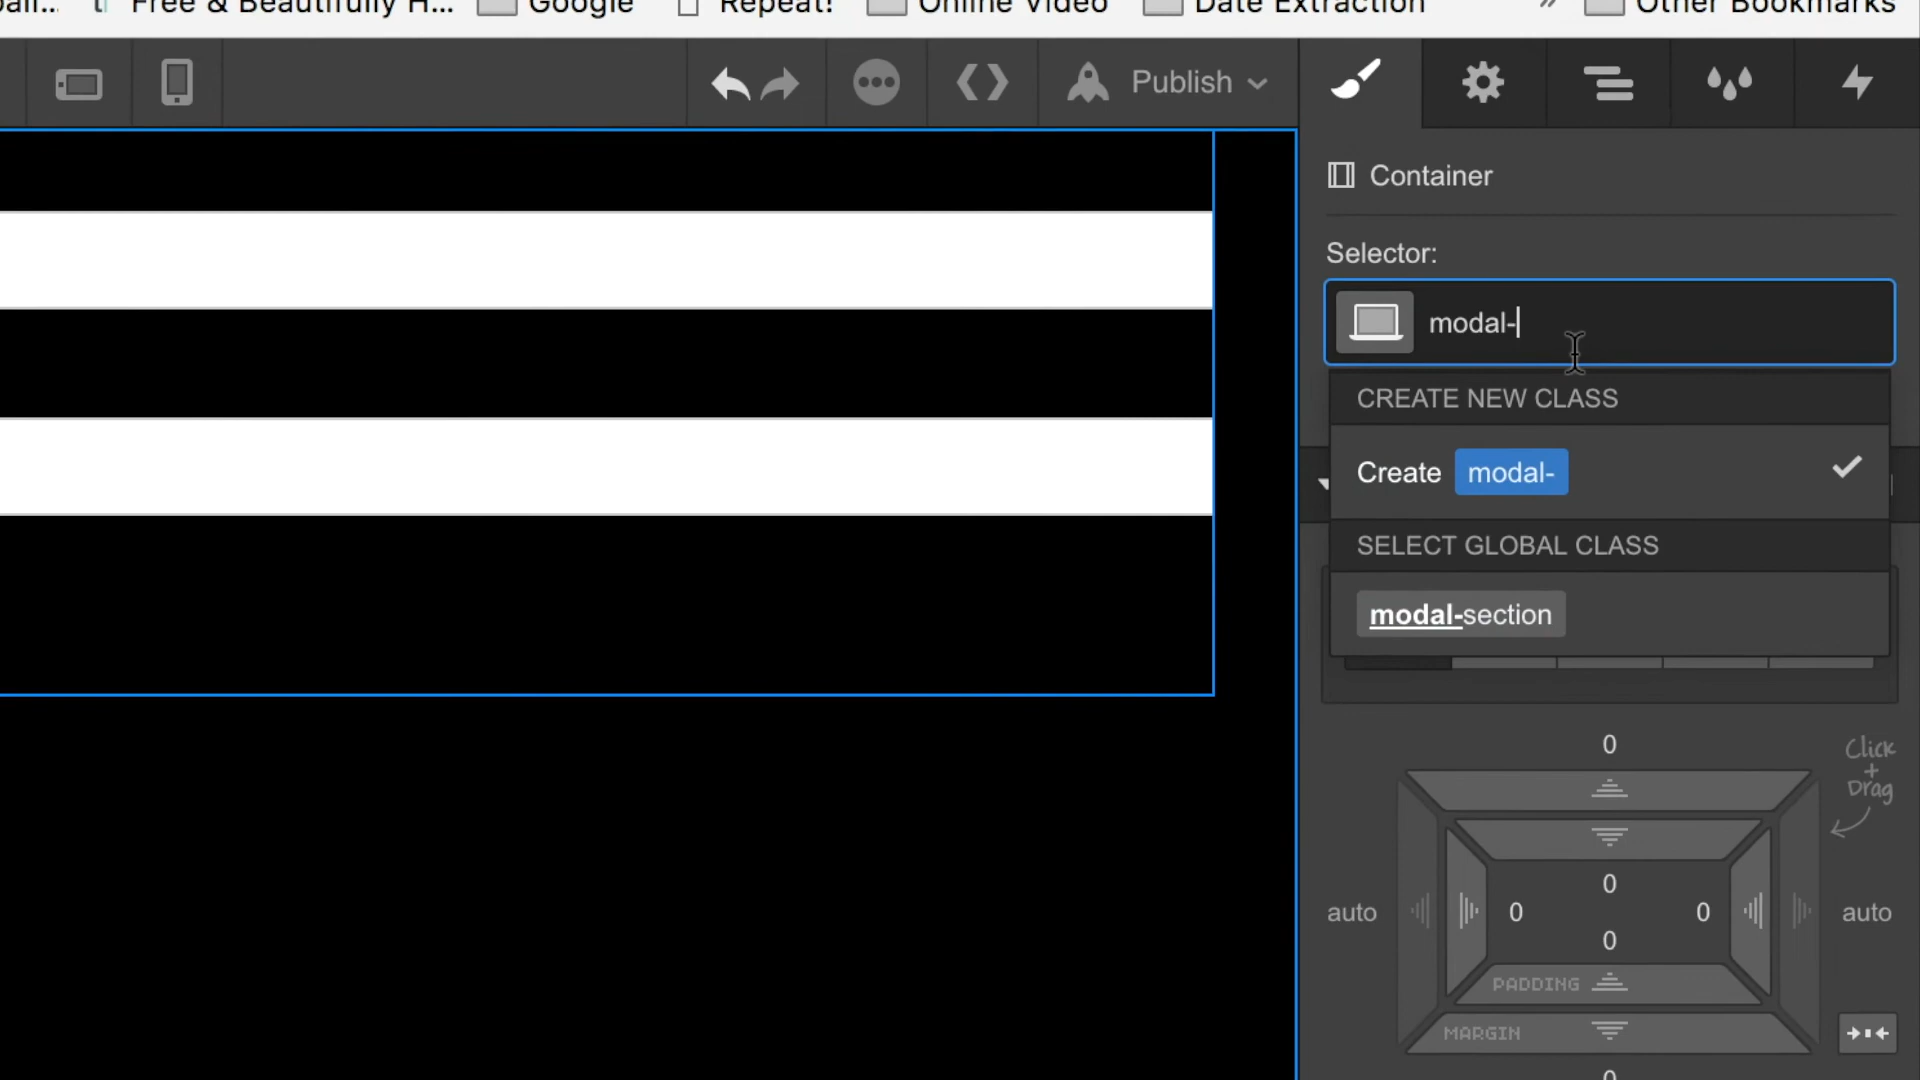 Free & Beautifully H... Google Repeat! Online Video Date Extraction » Other Bookmarks
Publish
Container
Selector:
modal-
CREATE NEW CLASS
Create modal-
SELECT GLOBAL CLASS
modal-section
0
Click
+
Drag
0
auto 0 0 auto
0
PADDING
MARGIN
0